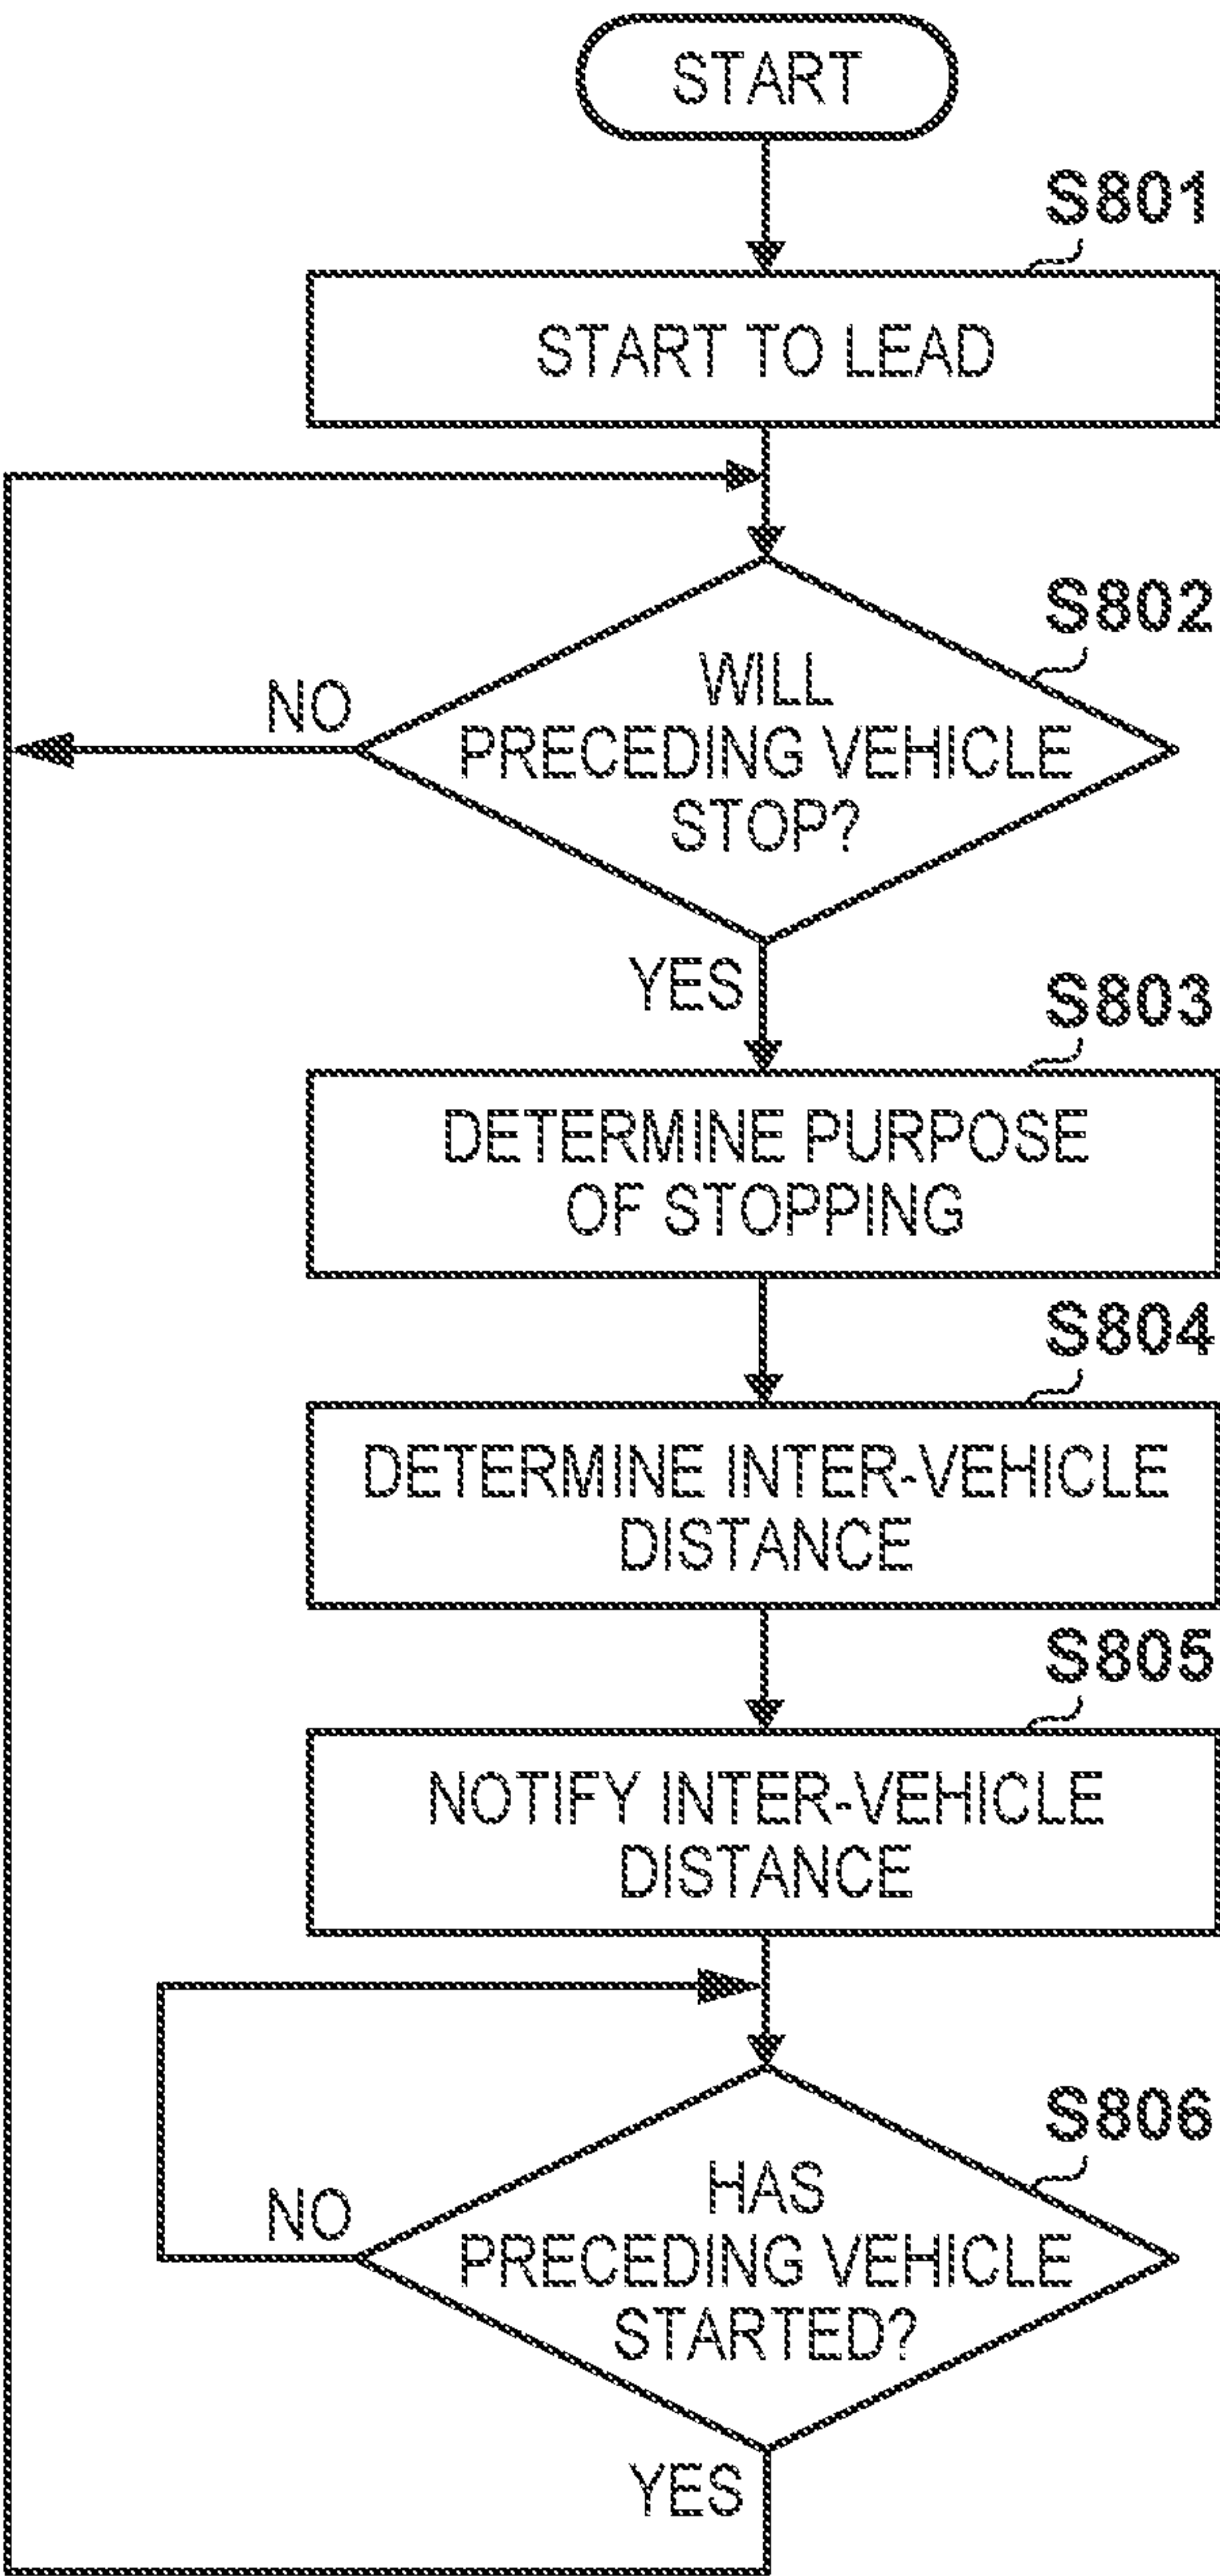 START
S801
START TO LEAD
S802
WILL
PRECEDING VEHICLE
STOP?
NO
YES
S803
DETERMINE PURPOSE
OF STOPPING
S804
DETERMINE INTER-VEHICLE
DISTANCE
S805
NOTIFY INTER-VEHICLE
DISTANCE
S806
HAS
PRECEDING VEHICLE
STARTED?
NO
YES